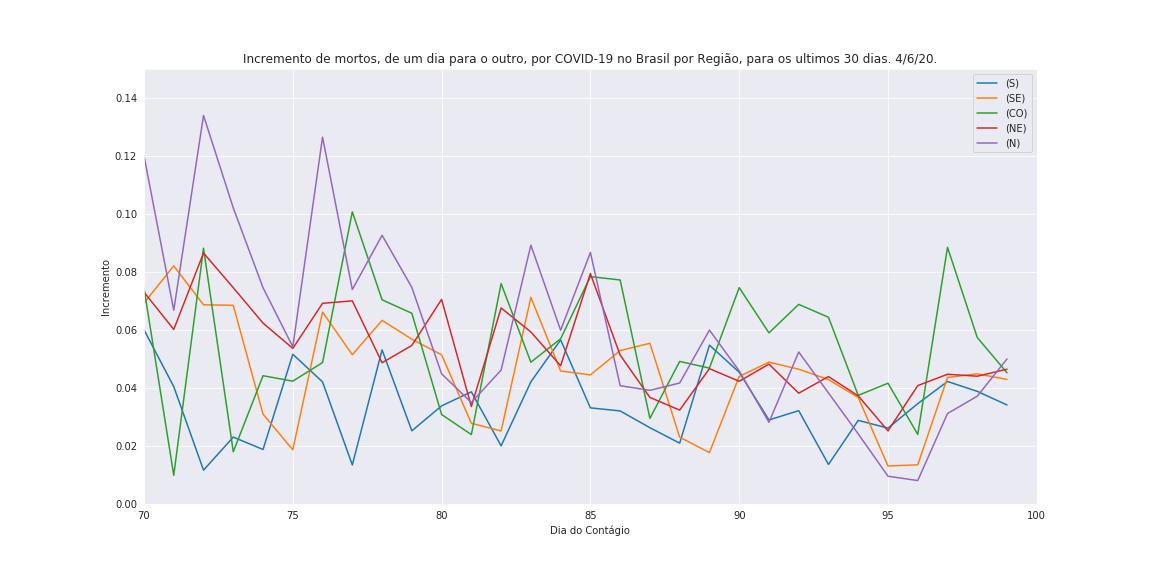 Incremento de mortos, de um dia para o outro, por COVID-19 no Brasil por Região, para os ultimos 30 dias. 4/6/20.
(S)
(SE)
(CO)
(NE)
(N)
0.14
0.12
0.10
0.08
0.06
0.04
0.02
0.00
Incremento
70 75 80 85 90 95 100
Dia do Contágio